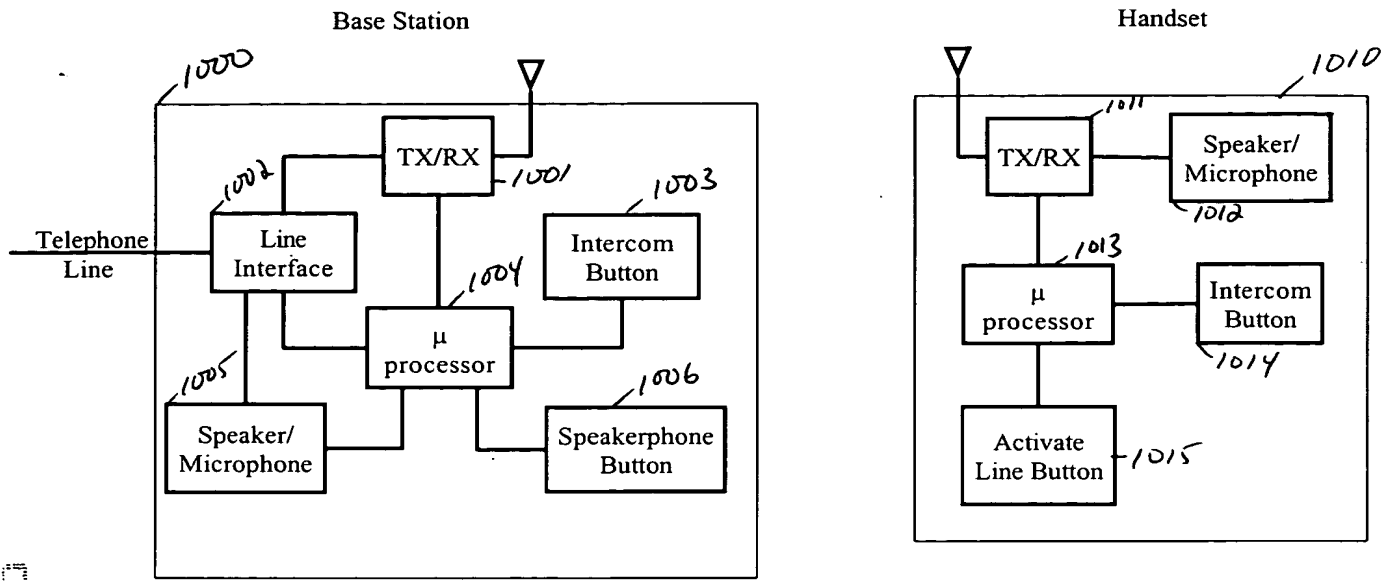 Base Station
Handset
1000
1010
TX/RX
1001
1002
1003
Telephone
Line
Line
Interface
Intercom
Button
1004
μ
processor
1005
1006
Speaker/
Microphone
Speakerphone
Button
1011
TX/RX
Speaker/
Microphone
1012
1013
μ
processor
Intercom
Button
1014
Activate
Line Button
1015